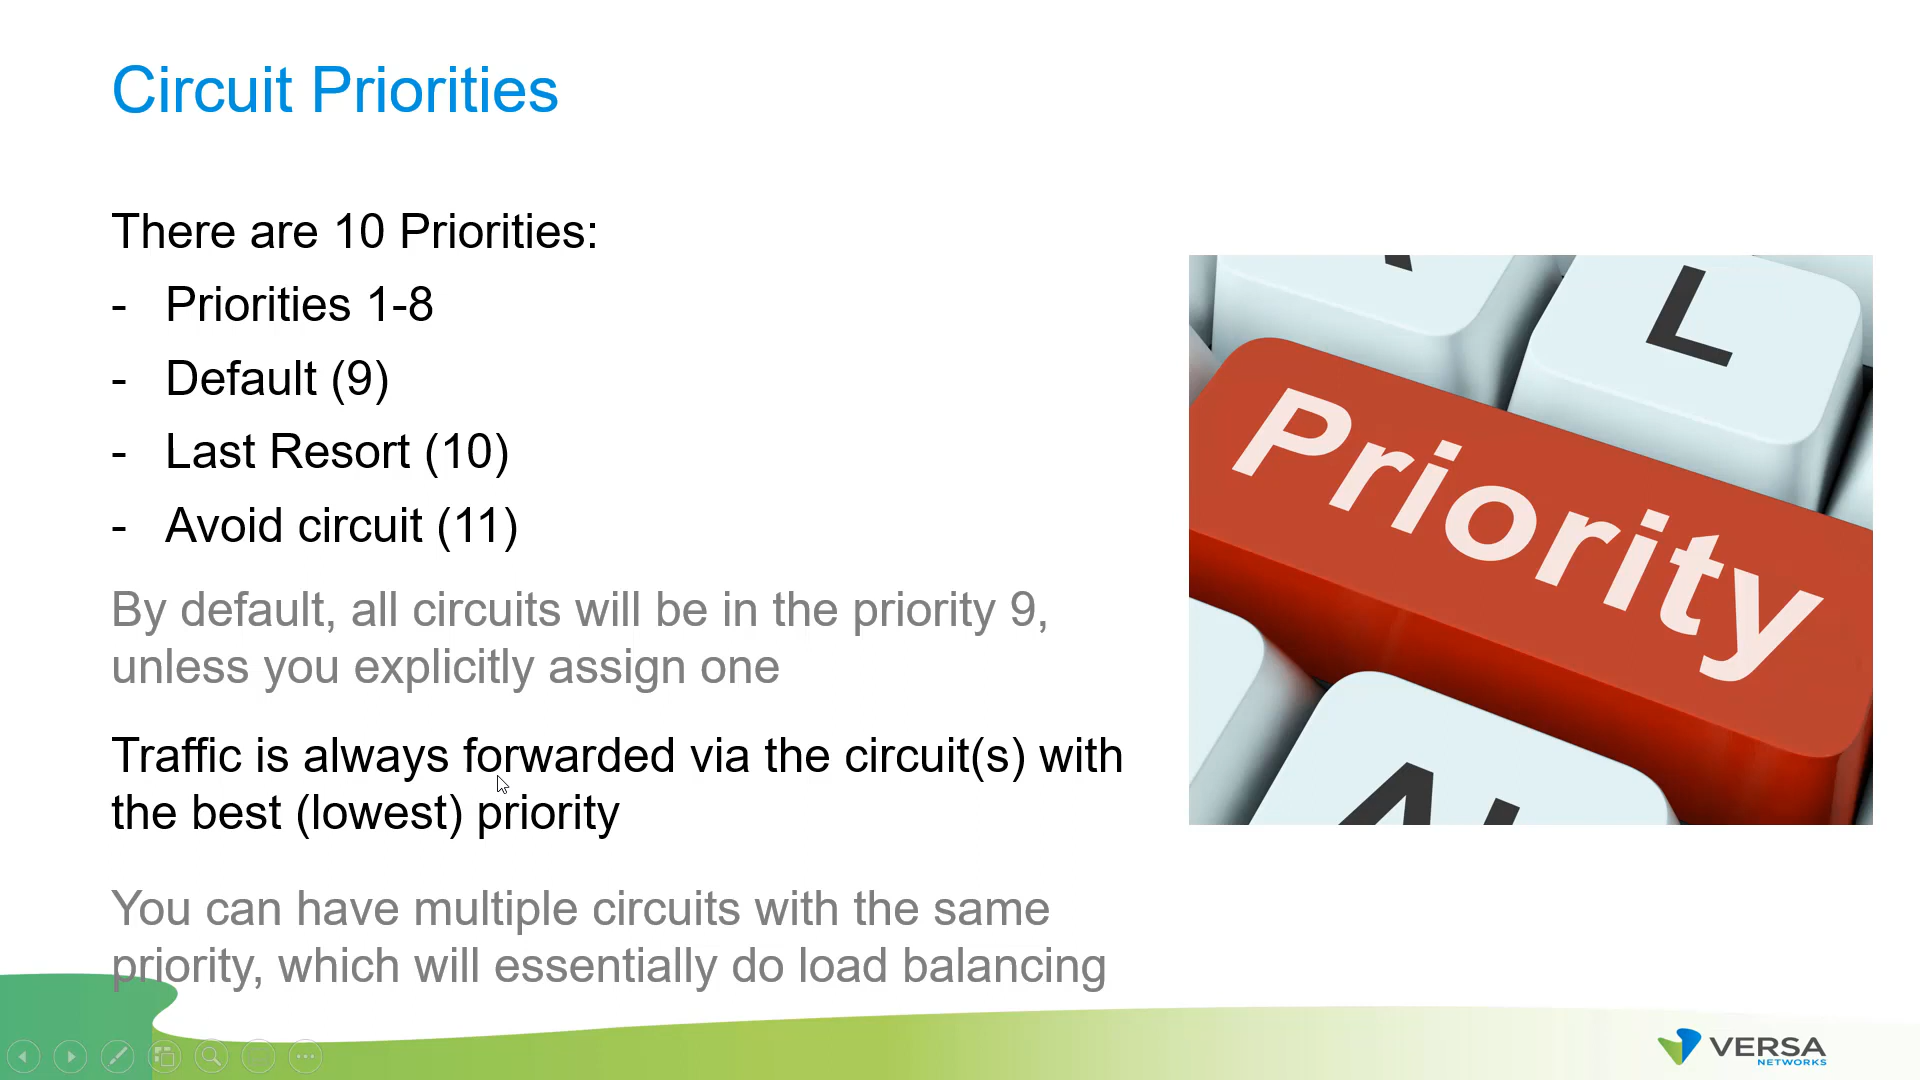 Circuit Priorities
There are 10 Priorities:
- Priorities 1-8
- Default (9)
- Last Resort (10)
- Avoid circuit (11)
By default, all circuits will be in the priority 9,
unless you explicitly assign one
Traffic is always forwarded via the circuit(s) with
the best (lowest) priority
You can have multiple circuits with the same
priority, which will essentially do load balancing
L
Priority
VERSA
NETWORKS